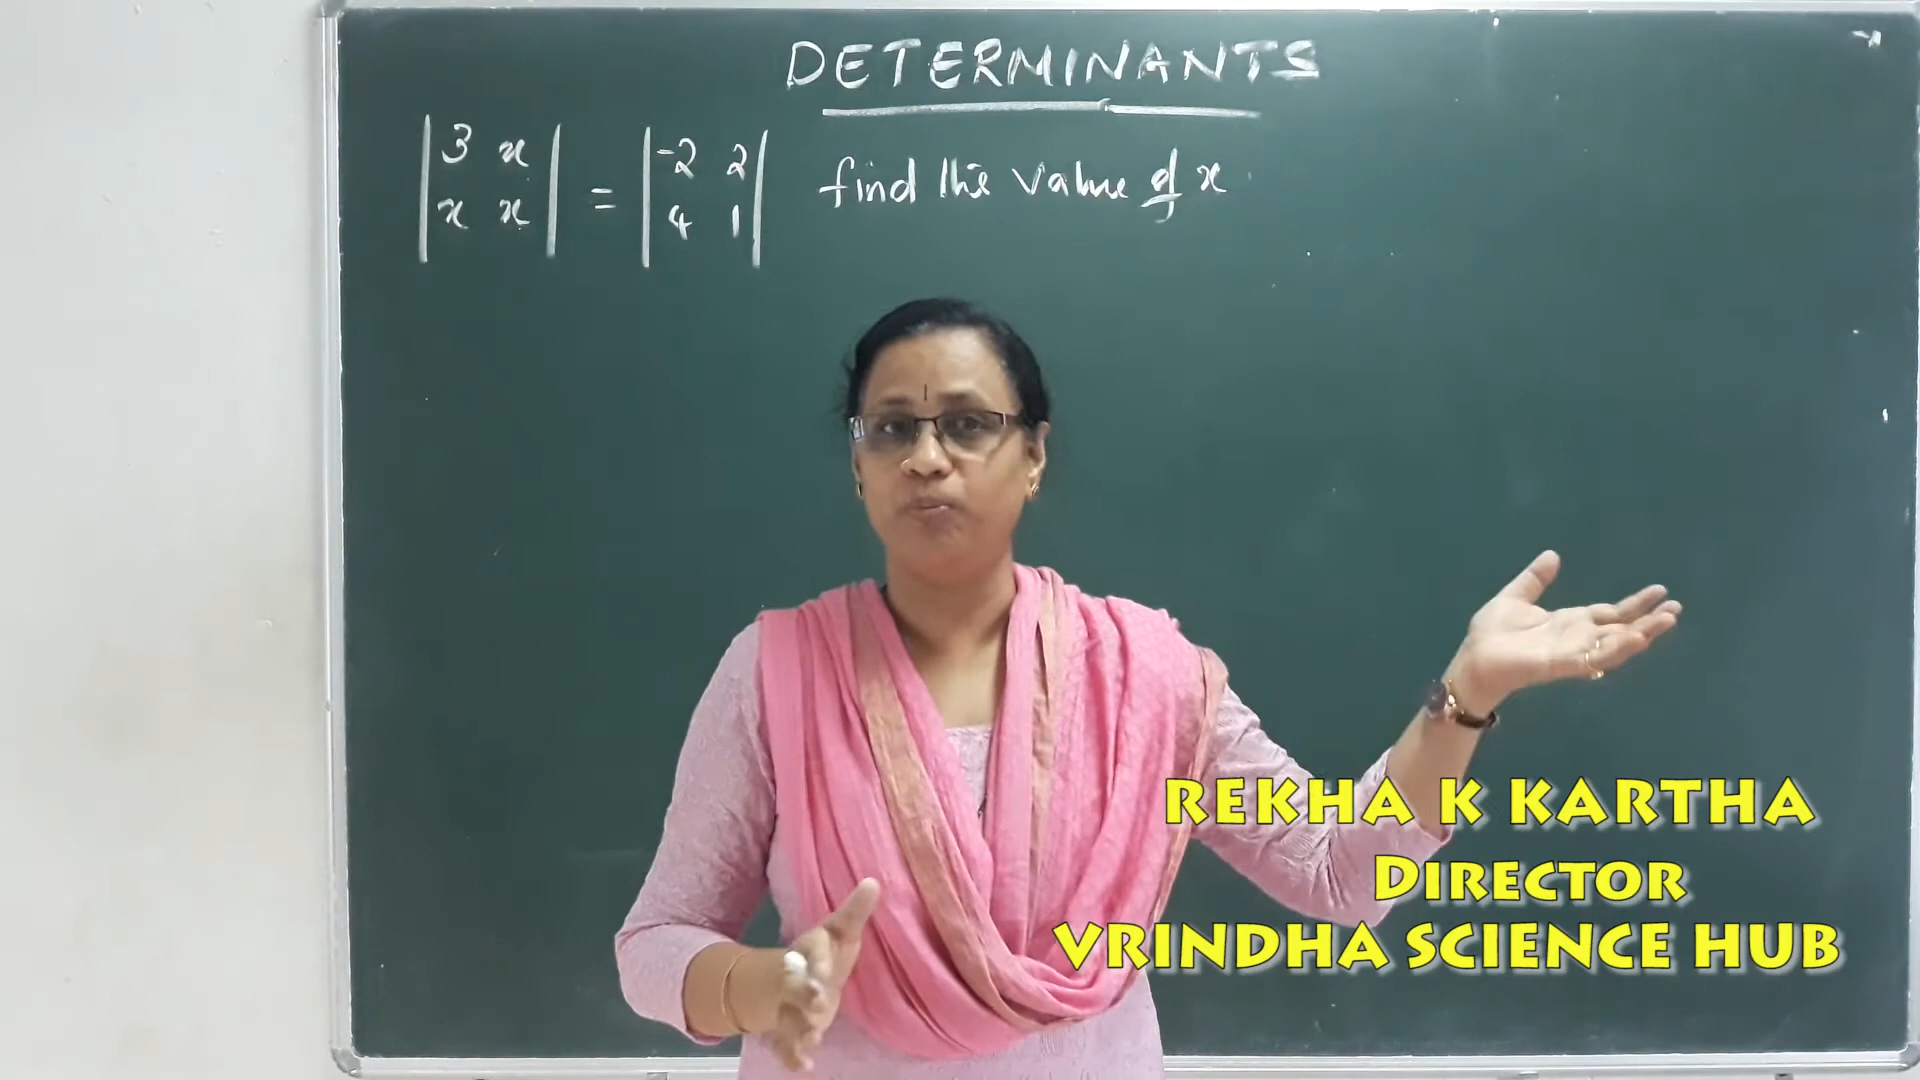 DETERMINANTS
|3 x| |-2 2| find the value of x
|x x| = |4 1|
REKHA K KARTHA
DIRECTOR
VRINDHA SCIENCE HUB